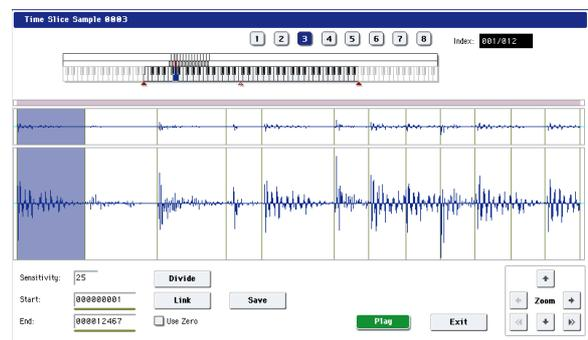 Time Slice Sample 0003
1 2 3 4 5 6 7 8
Index: 001/012
Sensitivity: 25
Divide
Start: 000000001
Link
Save
Zoom
End: 000012467
Use Zero
Play
Exit